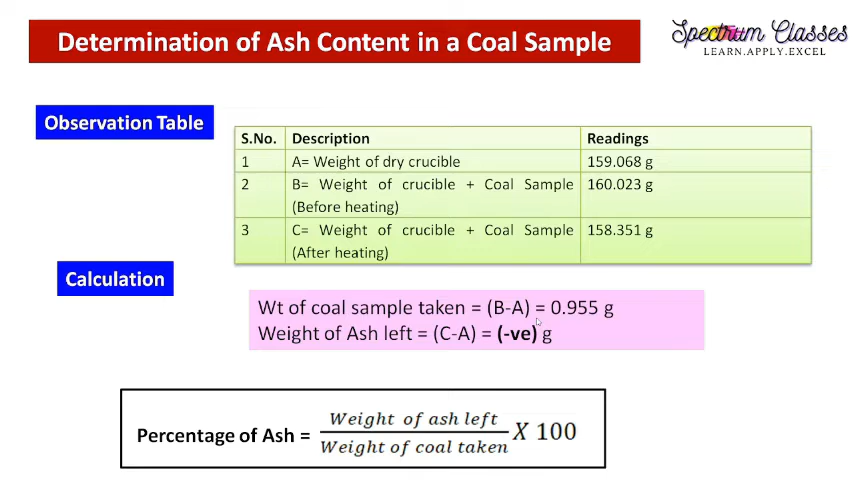 Determination of Ash Content in a Coal Sample
Spectrum Classes
LEARN.APPLY.EXCEL
Observation Table
S.No. Description Readings
1 A= Weight of dry crucible 159.068 g
2 B= Weight of crucible + Coal Sample 160.023 g
(Before heating)
3 C= Weight of crucible + Coal Sample 158.351 g
(After heating)
Calculation
Wt of coal sample taken = (B-A) = 0.955 g
Weight of Ash left = (C-A) = (-ve) g
Weight of ash left
Percentage of Ash = X 100
Weight of coal taken